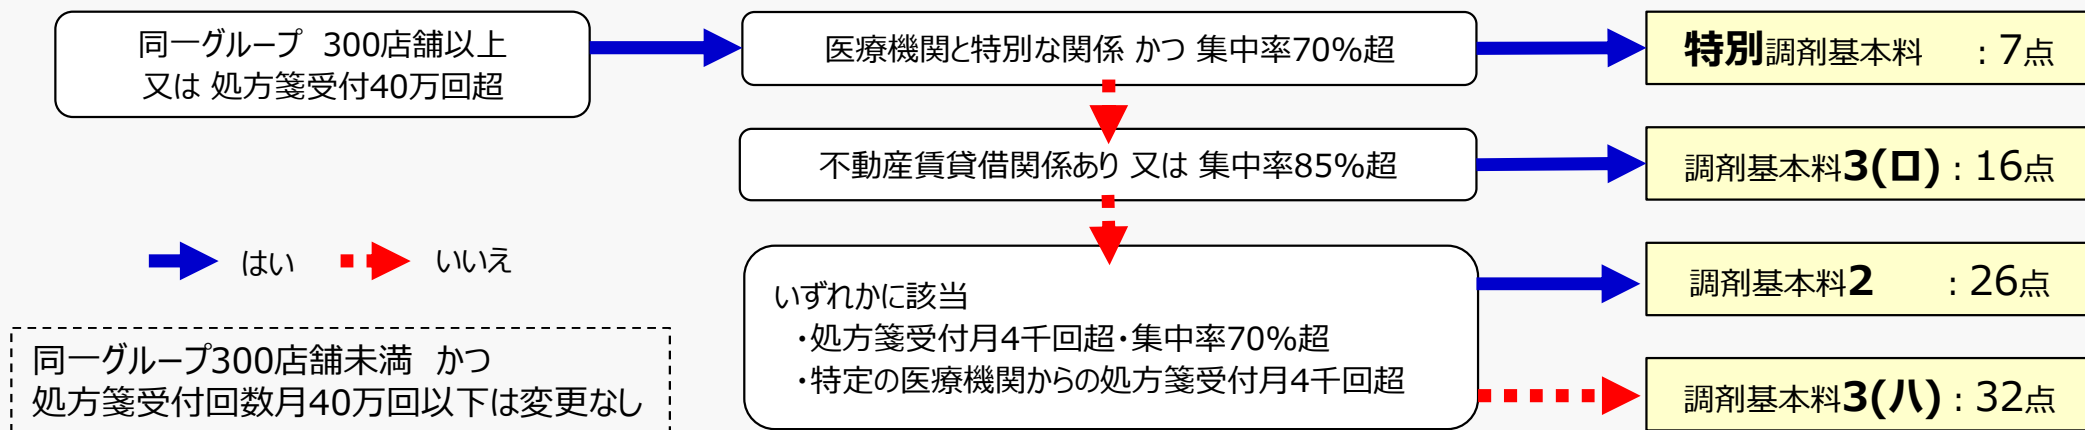 同一グループ 300店舗以上
又は 処方箋受付40万回超
医療機関と特別な関係 かつ 集中率70%超
特別調剤基本料 : 7点
不動産賃貸借関係あり 又は 集中率85%超
調剤基本料3(ロ) : 16点
はい
いいえ
いずれかに該当
・処方箋受付月4千回超・集中率70%超
・特定の医療機関からの処方箋受付月4千回超
調剤基本料2 : 26点
調剤基本料3(ハ) : 32点
同一グループ300店舗未満 かつ
処方箋受付回数月40万回以下は変更なし